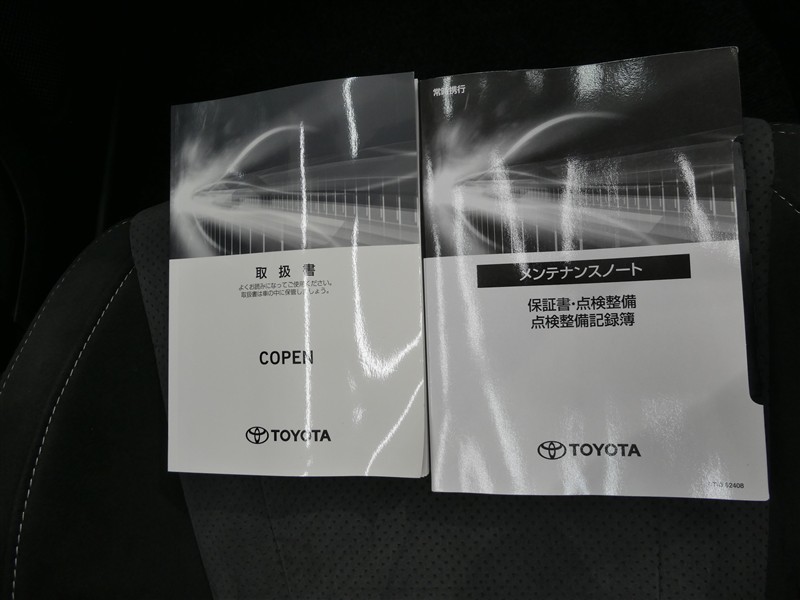 取扱書
よくお読みになってご使用ください。
取扱書は車の中に保管しましょう。
COPEN
TOYOTA
常時携行
メンテナンスノート
保証書・点検整備
点検整備記録簿
TOYOTA